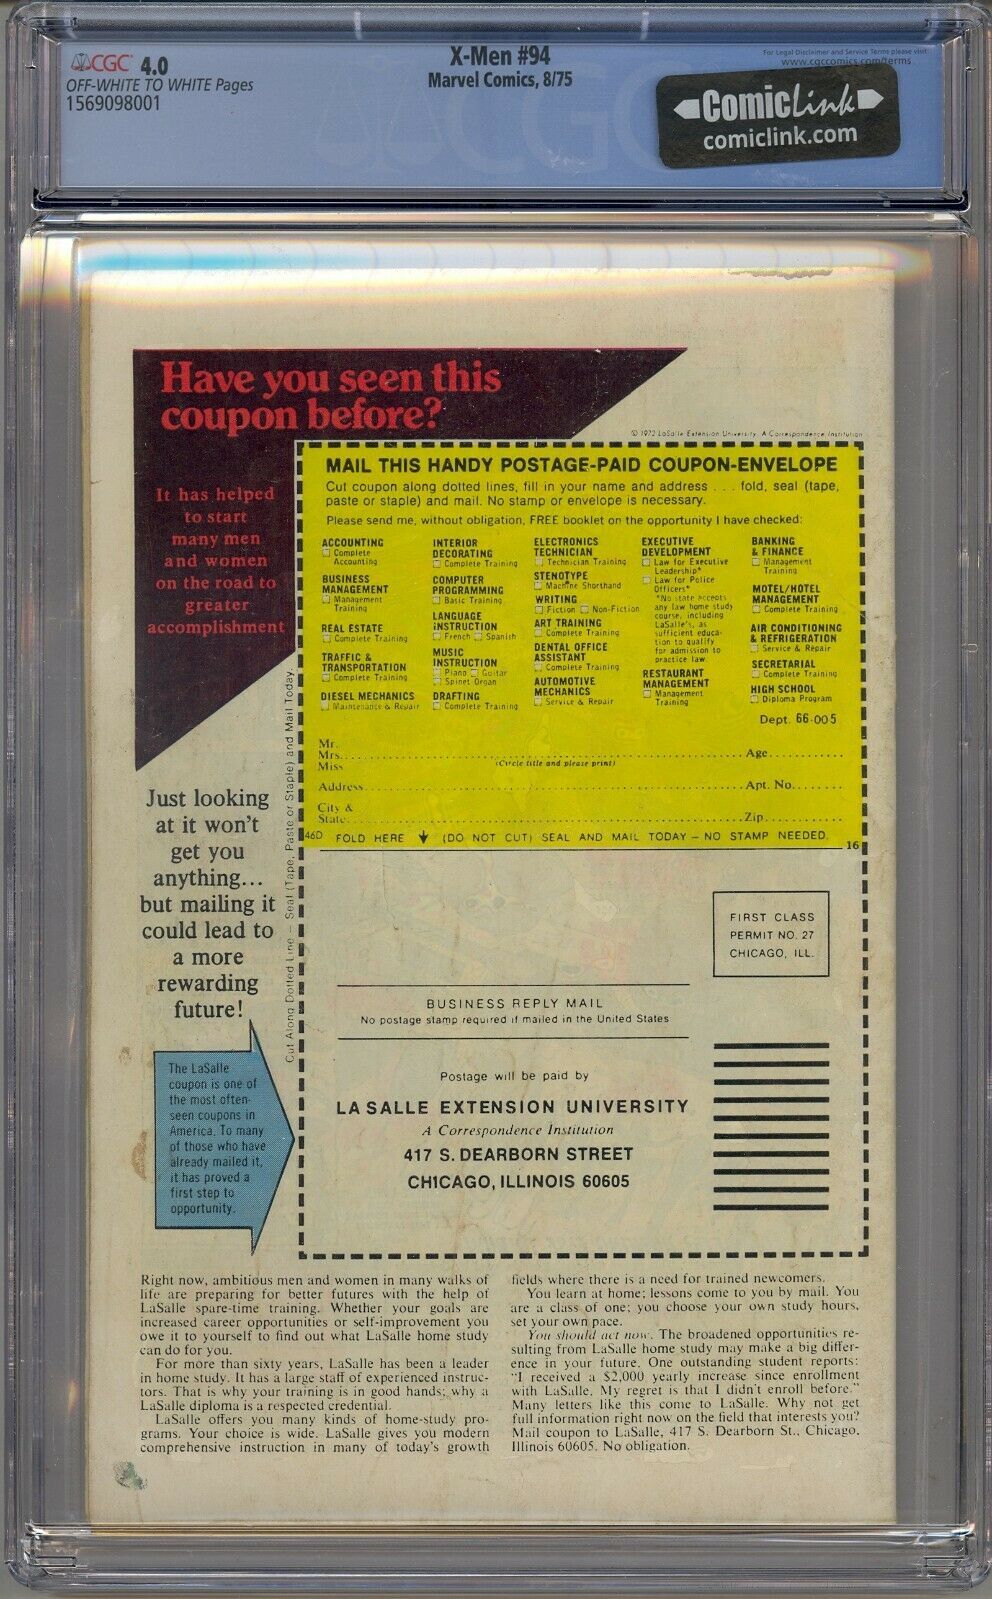 CGC 4.0
OFF-WHITE TO WHITE Pages
1569098001
X-Men #94
Marvel Comics, 8/75
For Legal Disclaimer and Service Terms please visit
www.cgccomics.com/terms
ComicLink
comiclink.com
Have you seen this
coupon before?
It has helped
to start
many men
and women
on the road to
greater
accomplishment
Just looking
at it won't
get you
anything...
but mailing it
could lead to
a more
rewarding
future!
The LaSalle
coupon is one of
the most often-
seen coupons in
America. To many
of those who have
already mailed it,
it has proved a
first step to
opportunity.
Cut Along Dotted Line – Seal (Tape, Paste or Staple) and Mail Today.
© 1972 LaSalle Extension University A Correspondence Institution
MAIL THIS HANDY POSTAGE-PAID COUPON-ENVELOPE
Cut coupon along dotted lines, fill in your name and address . . . fold, seal (tape,
paste or staple) and mail. No stamp or envelope is necessary.
Please send me, without obligation, FREE booklet on the opportunity I have checked:
ACCOUNTING
Complete
Accounting
BUSINESS
MANAGEMENT
Management
Training
REAL ESTATE
Complete Training
TRAFFIC &
TRANSPORTATION
Complete Training
DIESEL MECHANICS
Maintenance & Repair
INTERIOR
DECORATING
Complete Training
COMPUTER
PROGRAMMING
Basic Training
LANGUAGE
INSTRUCTION
French Spanish
MUSIC
INSTRUCTION
Piano Guitar
Spinet Organ
DRAFTING
Complete Training
ELECTRONICS
TECHNICIAN
Technician Training
STENOTYPE
Machine Shorthand
WRITING
Fiction Non-Fiction
ART TRAINING
Complete Training
DENTAL OFFICE
ASSISTANT
Complete Training
AUTOMOTIVE
MECHANICS
Service & Repair
EXECUTIVE
DEVELOPMENT
Law for Executive
Leadership*
Law for Police
Officers*
*No state accepts
any law home study
course, including
LaSalle's, as
sufficient educa-
tion to qualify
for admission to
practice law.
RESTAURANT
MANAGEMENT
Management
Training
BANKING
& FINANCE
Management
Training
MOTEL/HOTEL
MANAGEMENT
Complete Training
AIR CONDITIONING
& REFRIGERATION
Service & Repair
SECRETARIAL
Complete Training
HIGH SCHOOL
Diploma Program
Dept. 66-005
Mr.
Mrs. Age
Miss (Circle title and please print)
Address Apt. No.
City &
State Zip
46D FOLD HERE (DO NOT CUT) SEAL AND MAIL TODAY – NO STAMP NEEDED.
16
FIRST CLASS
PERMIT NO. 27
CHICAGO, ILL.
BUSINESS REPLY MAIL
No postage stamp required if mailed in the United States
Postage will be paid by
LA SALLE EXTENSION UNIVERSITY
A Correspondence Institution
417 S. DEARBORN STREET
CHICAGO, ILLINOIS 60605
Right now, ambitious men and women in many walks of
life are preparing for better futures with the help of
LaSalle spare-time training. Whether your goals are
increased career opportunities or self-improvement you
owe it to yourself to find out what LaSalle home study
can do for you.
For more than sixty years, LaSalle has been a leader
in home study. It has a large staff of experienced instruc-
tors. That is why your training is in good hands; why a
LaSalle diploma is a respected credential.
LaSalle offers you many kinds of home-study pro-
grams. Your choice is wide. LaSalle gives you modern
comprehensive instruction in many of today's growth
fields where there is a need for trained newcomers.
You learn at home; lessons come to you by mail. You
are a class of one; you choose your own study hours,
set your own pace.
You should act now. The broadened opportunities re-
sulting from LaSalle home study may make a big differ-
ence in your future. One outstanding student reports:
"I received a $2,000 yearly increase since enrollment
with LaSalle. My regret is that I didn't enroll before."
Many letters like this come to LaSalle. Why not get
full information right now on the field that interests you?
Mail coupon to LaSalle, 417 S. Dearborn St., Chicago,
Illinois 60605. No obligation.